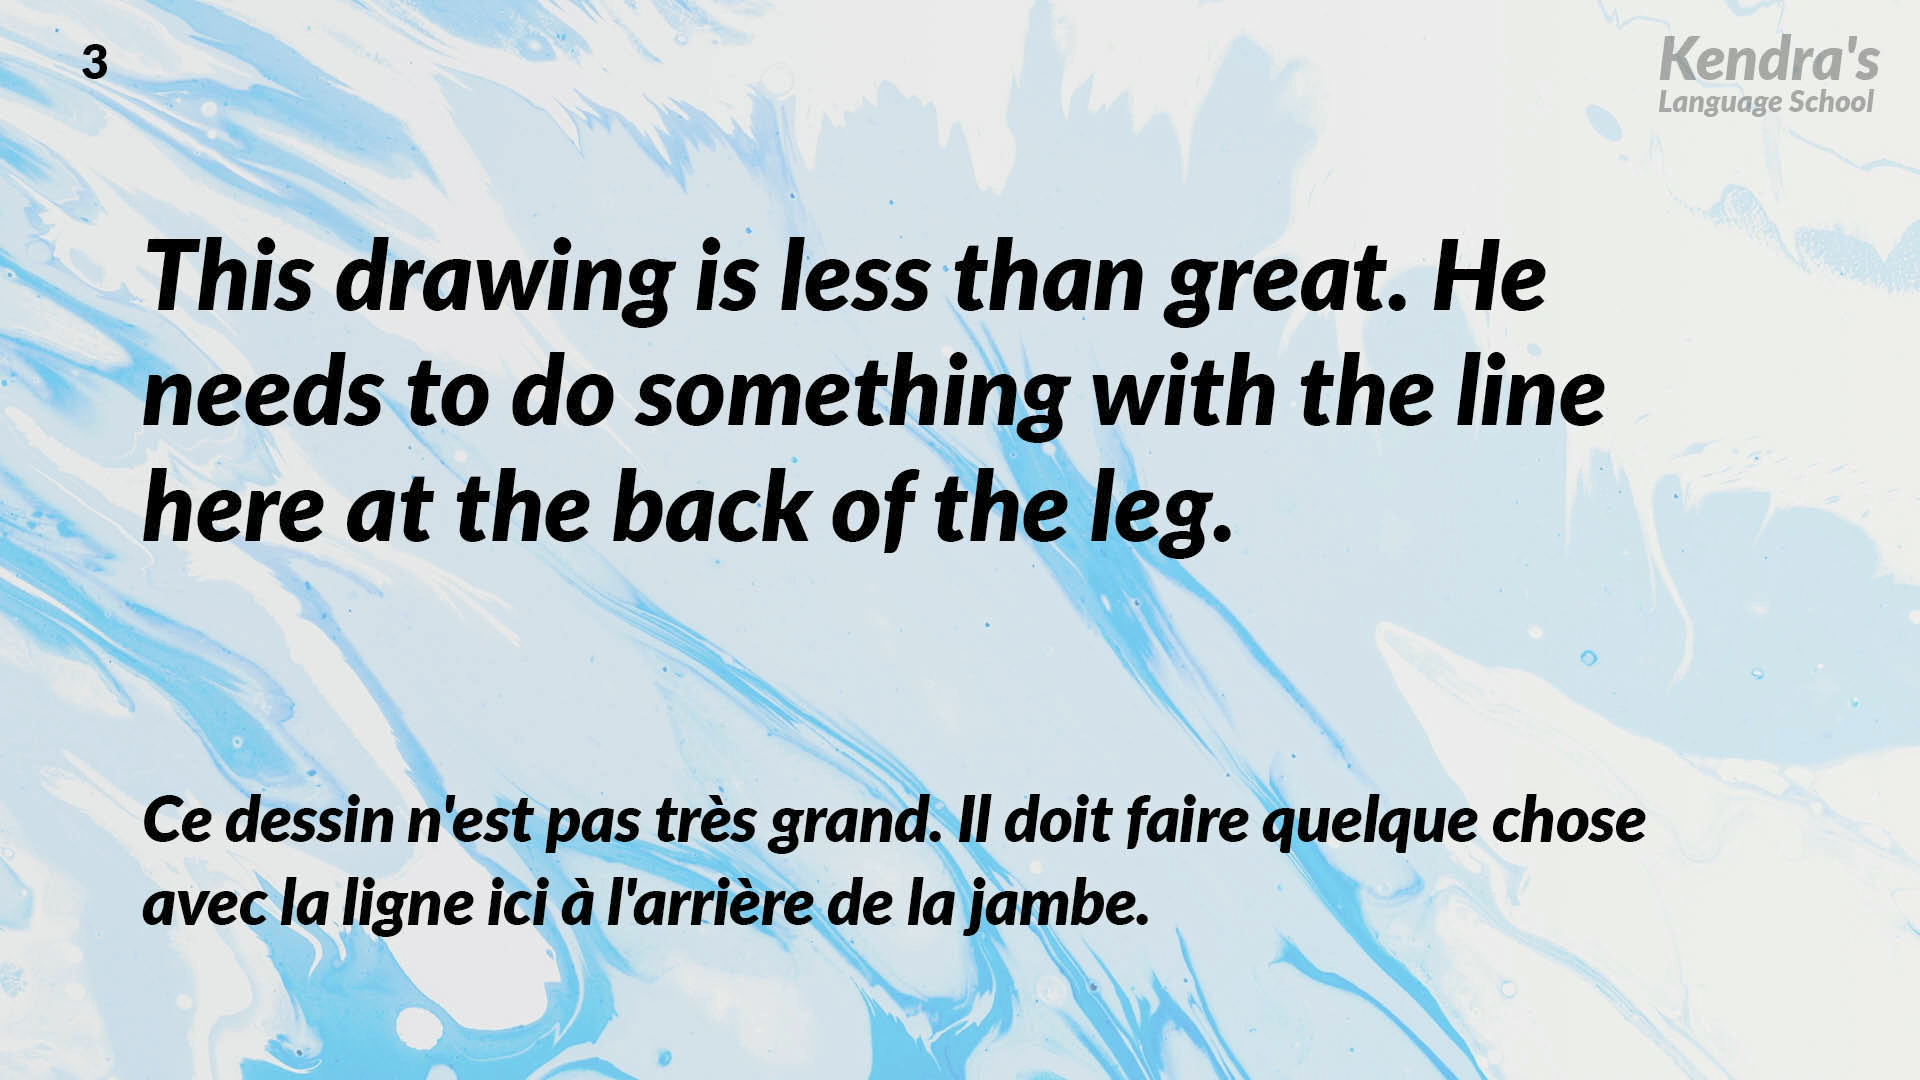 3
Kendra's
Language School
This drawing is less than great. He
needs to do something with the line
here at the back of the leg.
Ce dessin n'est pas très grand. Il doit faire quelque chose
avec la ligne ici à l'arrière de la jambe.